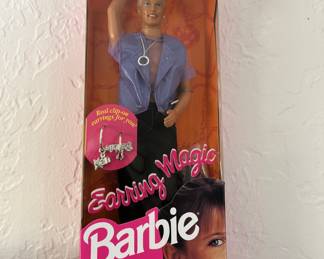 Real clip-on
earrings for you!
Earring Magic
Barbie